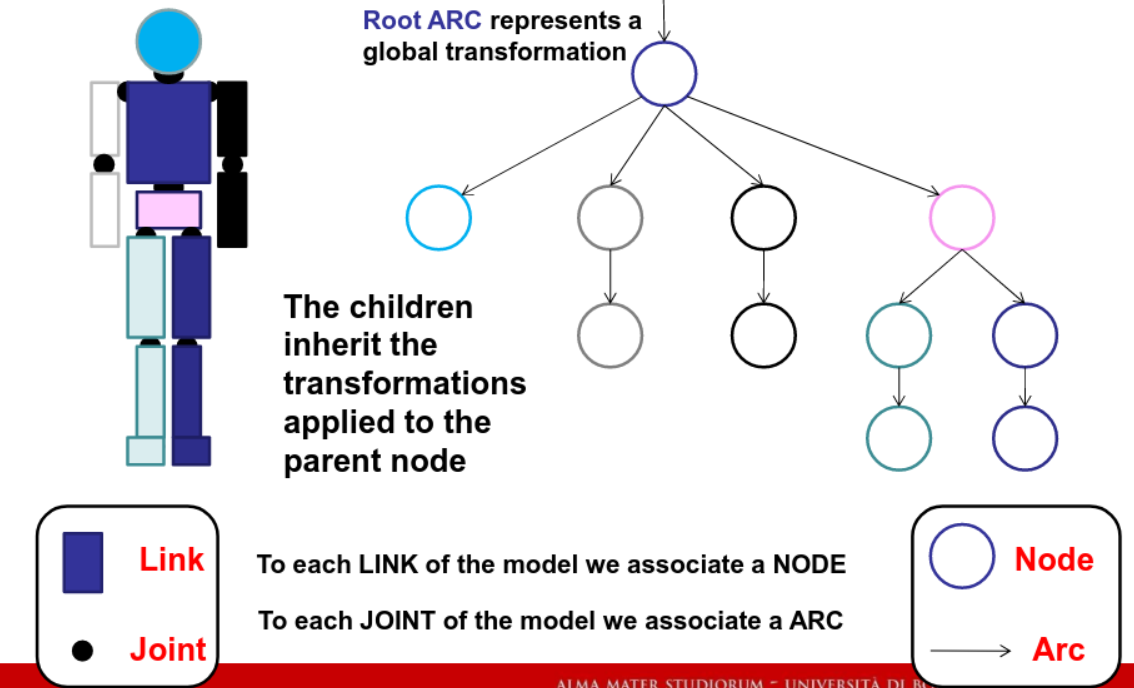 Root ARC represents a
global transformation
The children
inherit the
transformations
applied to the
parent node
Link
Joint
To each LINK of the model we associate a NODE
To each JOINT of the model we associate a ARC
Node
Arc
ALMA MATER STUDIORUM ~ UNIVERSITÀ DI